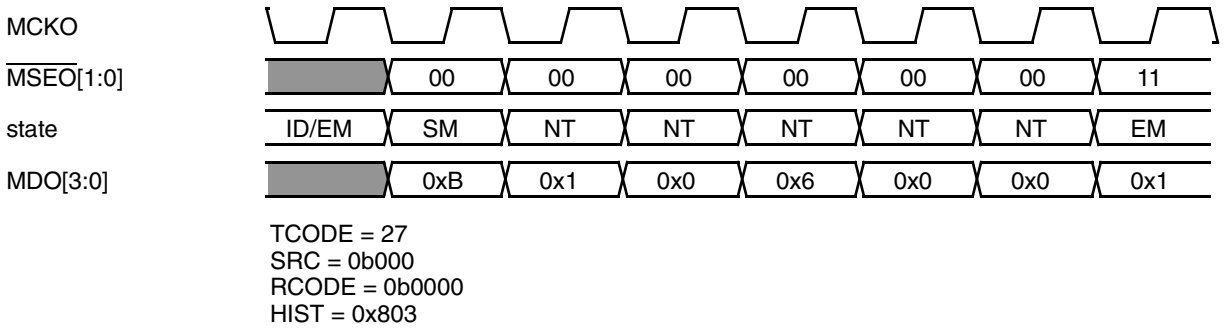 MCKO
MSEO[1:0] 00 00 00 00 00 00 11
state ID/EM SM NT NT NT NT NT EM
MDO[3:0] 0xB 0x1 0x0 0x6 0x0 0x0 0x1
TCODE = 27
SRC = 0b000
RCODE = 0b0000
HIST = 0x803